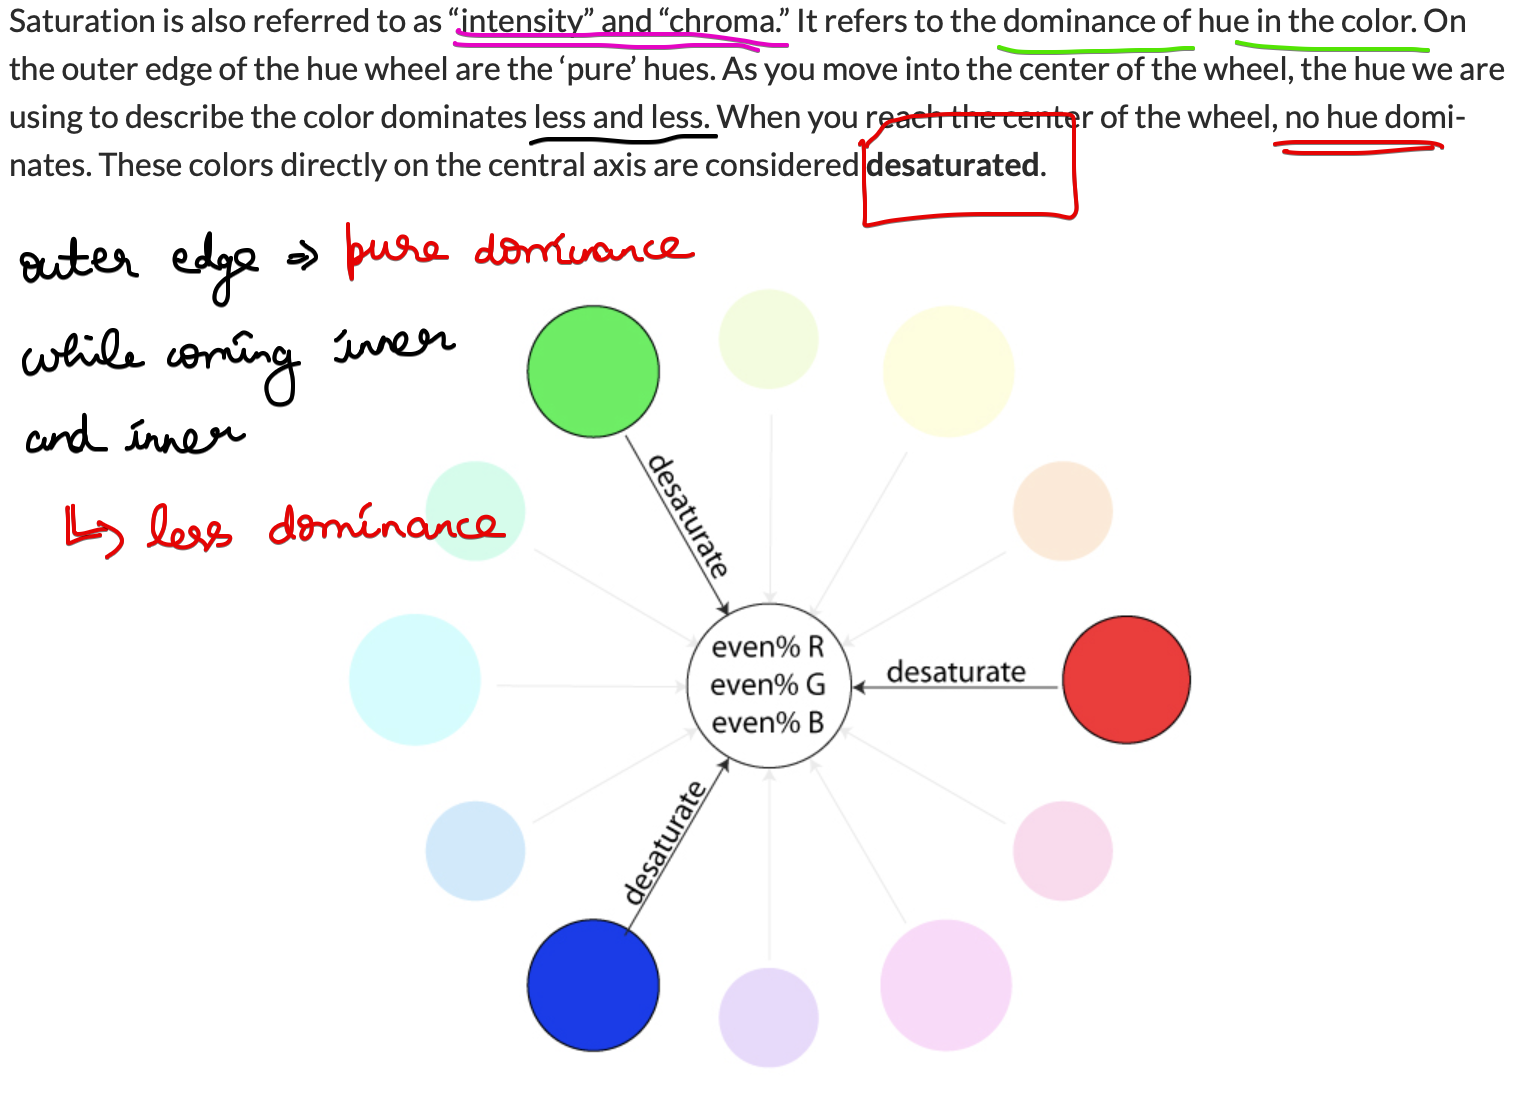 Saturation is also referred to as “intensity” and “chroma.” It refers to the dominance of hue in the color. On
the outer edge of the hue wheel are the ‘pure’ hues. As you move into the center of the wheel, the hue we are
using to describe the color dominates less and less. When you reach the center of the wheel, no hue domi-
nates. These colors directly on the central axis are considered desaturated.
outer edge ⇒ pure dominance
while coming inner
and inner
↳ less dominance
desaturate
even% R
even% G
even% B
desaturate
desaturate